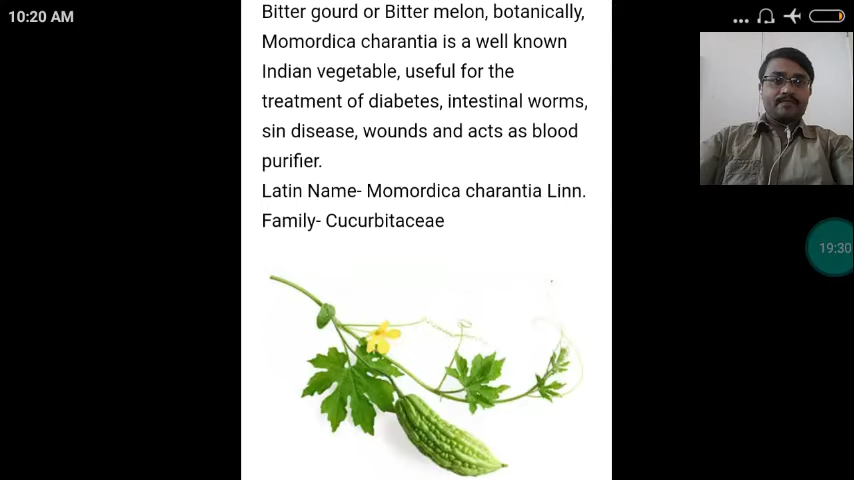 10:20 AM
Bitter gourd or Bitter melon, botanically,
Momordica charantia is a well known
Indian vegetable, useful for the
treatment of diabetes, intestinal worms,
sin disease, wounds and acts as blood
purifier.
Latin Name- Momordica charantia Linn.
Family- Cucurbitaceae
19:30